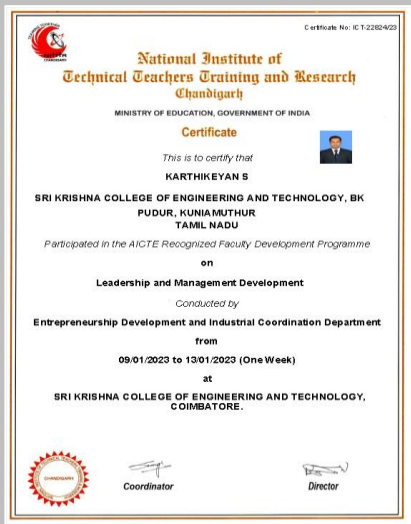 Certificate No: ICT-22824/23
National Institute of
Technical Teachers Training and Research
Chandigarh
MINISTRY OF EDUCATION, GOVERNMENT OF INDIA
Certificate
This is to certify that
KARTHIKEYAN S
SRI KRISHNA COLLEGE OF ENGINEERING AND TECHNOLOGY, BK
PUDUR, KUNIAMUTHUR
TAMIL NADU
Participated in the AICTE Recognized Faculty Development Programme
on
Leadership and Management Development
Conducted by
Entrepreneurship Development and Industrial Coordination Department
from
09/01/2023 to 13/01/2023 (One Week)
at
SRI KRISHNA COLLEGE OF ENGINEERING AND TECHNOLOGY,
COIMBATORE.
CHANDIGARH
Coordinator
Director